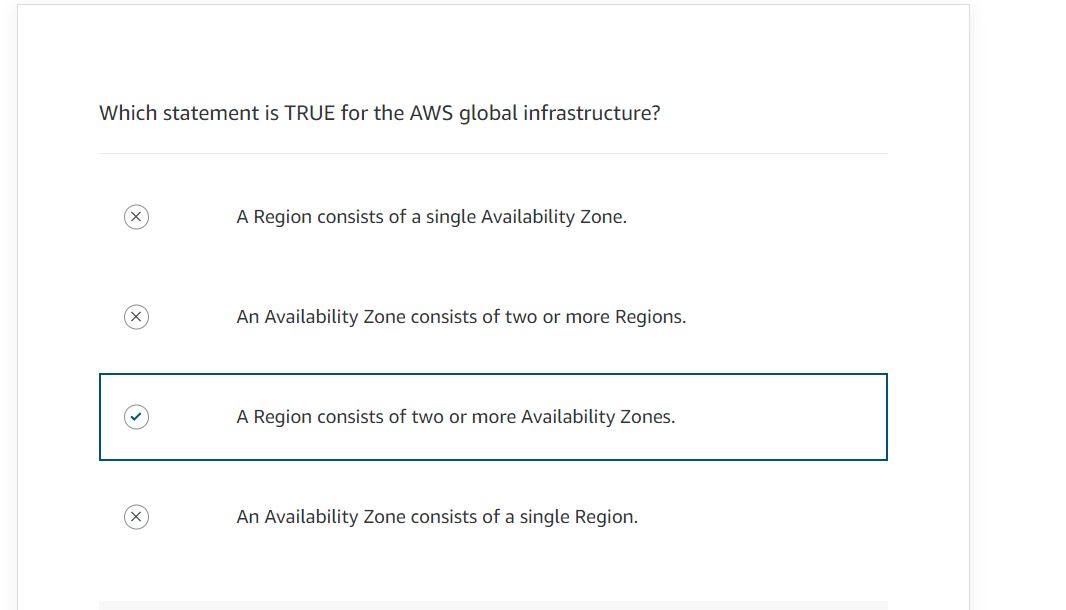 Which statement is TRUE for the AWS global infrastructure?
A Region consists of a single Availability Zone.
An Availability Zone consists of two or more Regions.
A Region consists of two or more Availability Zones.
An Availability Zone consists of a single Region.